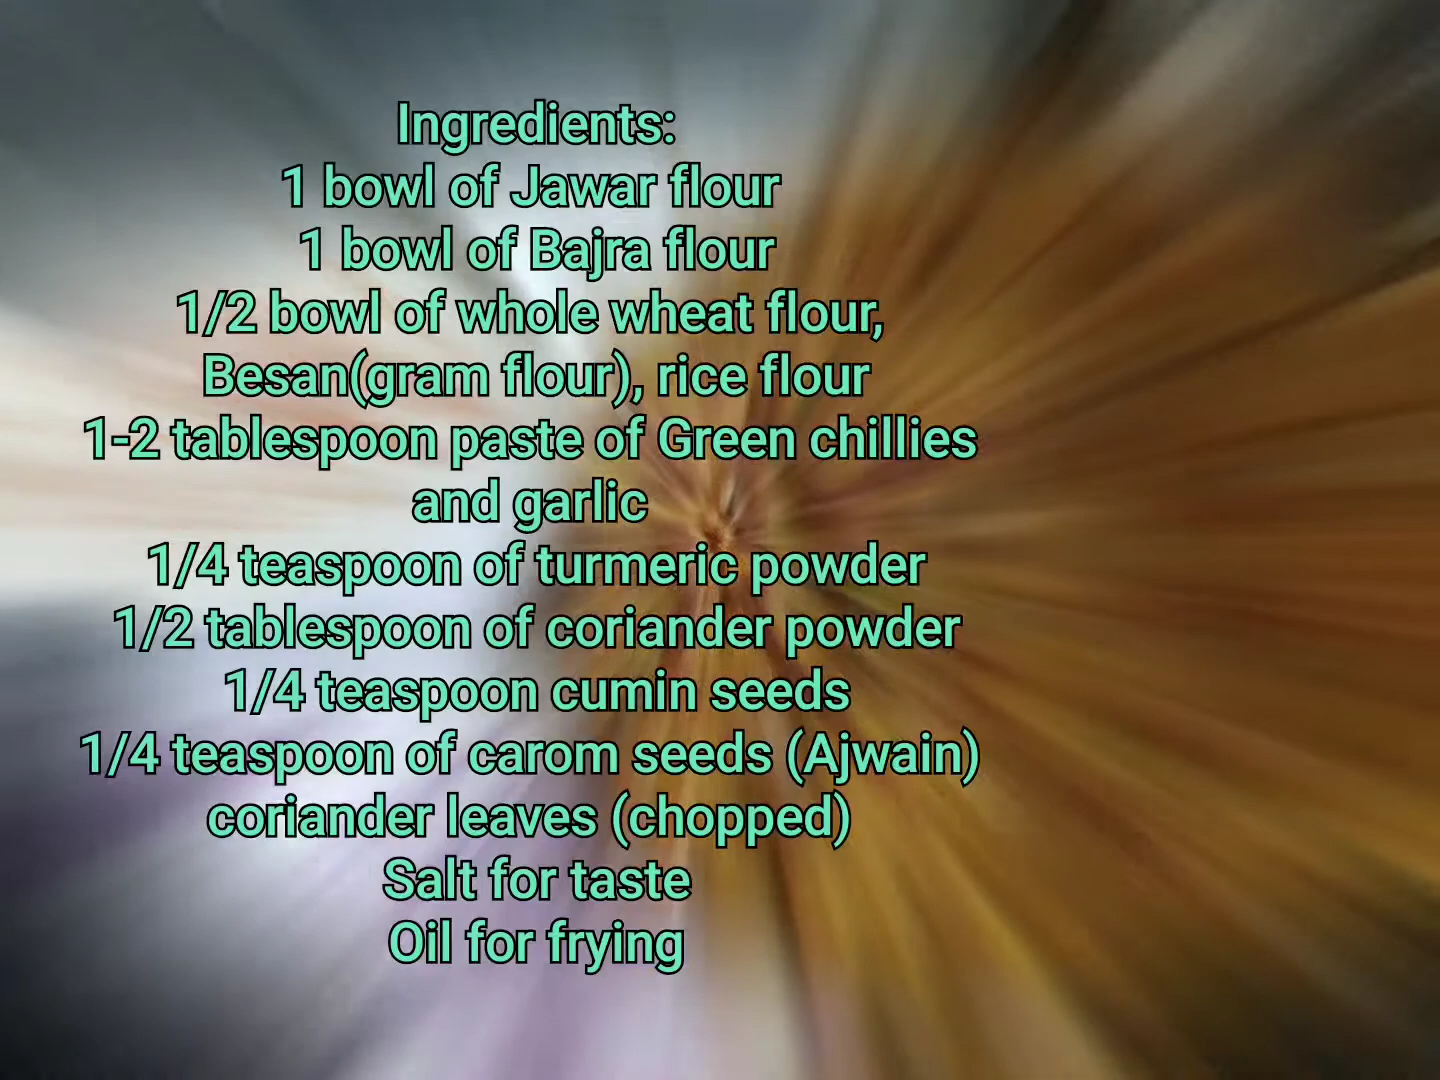 Ingredients:
1 bowl of Jawar flour
1 bowl of Bajra flour
1/2 bowl of whole wheat flour,
Besan(gram flour), rice flour
1-2 tablespoon paste of Green chillies
and garlic
1/4 teaspoon of turmeric powder
1/2 tablespoon of coriander powder
1/4 teaspoon cumin seeds
1/4 teaspoon of carom seeds (Ajwain)
coriander leaves (chopped)
Salt for taste
Oil for frying